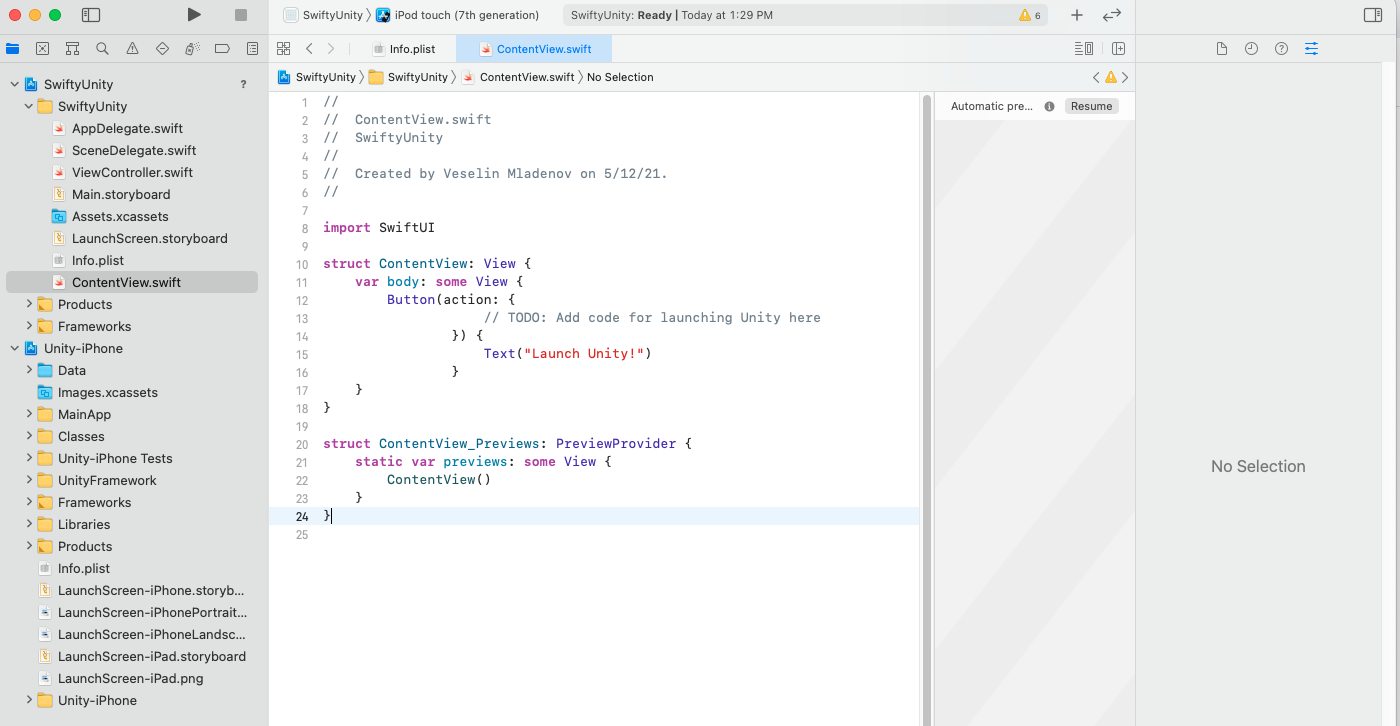 SwiftyUnity
iPod touch (7th generation)
SwiftyUnity: Ready | Today at 1:29 PM
6
Info.plist
ContentView.swift
SwiftyUnity
SwiftyUnity
ContentView.swift
No Selection
SwiftyUnity
?
SwiftyUnity
AppDelegate.swift
SceneDelegate.swift
ViewController.swift
Main.storyboard
Assets.xcassets
LaunchScreen.storyboard
Info.plist
ContentView.swift
Products
Frameworks
Unity-iPhone
Data
Images.xcassets
MainApp
Classes
Unity-iPhone Tests
UnityFramework
Frameworks
Libraries
Products
Info.plist
LaunchScreen-iPhone.storyb...
LaunchScreen-iPhonePortrait...
LaunchScreen-iPhoneLandsc...
LaunchScreen-iPad.storyboard
LaunchScreen-iPad.png
Unity-iPhone
1 //
2 //  ContentView.swift
3 //  SwiftyUnity
4 //
5 //  Created by Veselin Mladenov on 5/12/21.
6 //
7
8 import SwiftUI
9
10 struct ContentView: View {
11     var body: some View {
12         Button(action: {
13                     // TODO: Add code for launching Unity here
14                 }) {
15                     Text("Launch Unity!")
16                 }
17     }
18 }
19
20 struct ContentView_Previews: PreviewProvider {
21     static var previews: some View {
22         ContentView()
23     }
24 }
25
Automatic pre...
Resume
No Selection